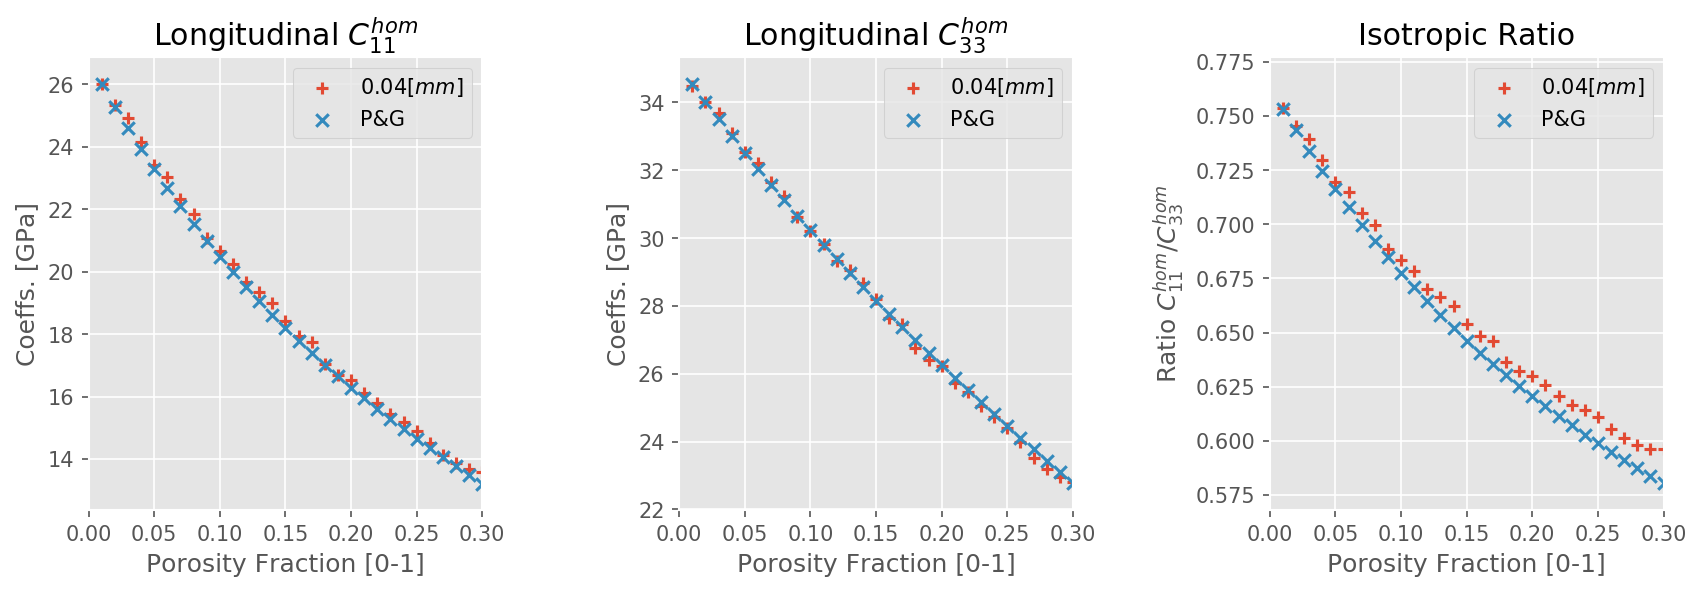 Longitudinal $C_{11}^{hom}$
26
24
22
20
18
16
14
Coeffs. [GPa]
0.04[mm]
P&G
0.00 0.05 0.10 0.15 0.20 0.25 0.30
Porosity Fraction [0-1]
Longitudinal $C_{33}^{hom}$
34
32
30
28
26
24
22
Coeffs. [GPa]
0.04[mm]
P&G
0.00 0.05 0.10 0.15 0.20 0.25 0.30
Porosity Fraction [0-1]
Isotropic Ratio
0.775
0.750
0.725
0.700
0.675
0.650
0.625
0.600
0.575
Ratio $C_{11}^{hom}/C_{33}^{hom}$
0.04[mm]
P&G
0.00 0.05 0.10 0.15 0.20 0.25 0.30
Porosity Fraction [0-1]